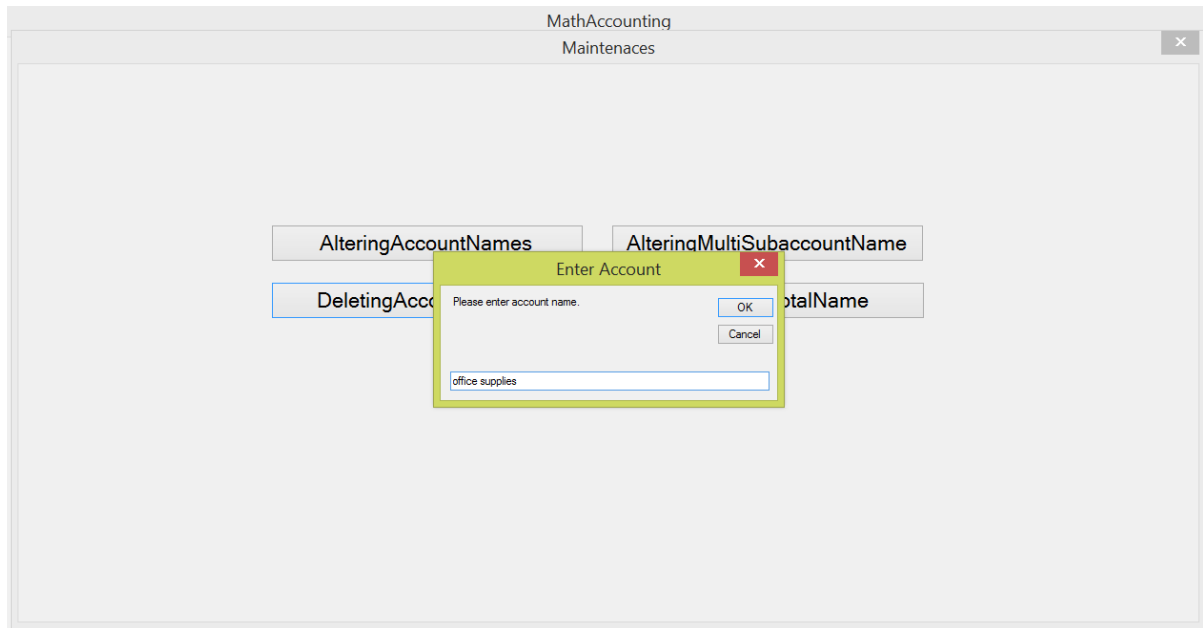 MathAccounting
Maintenaces
AlteringAccountNames
AlteringMultiSubaccountName
Enter Account
DeletingAcco
otalName
Please enter account name.
OK
Cancel
office supplies